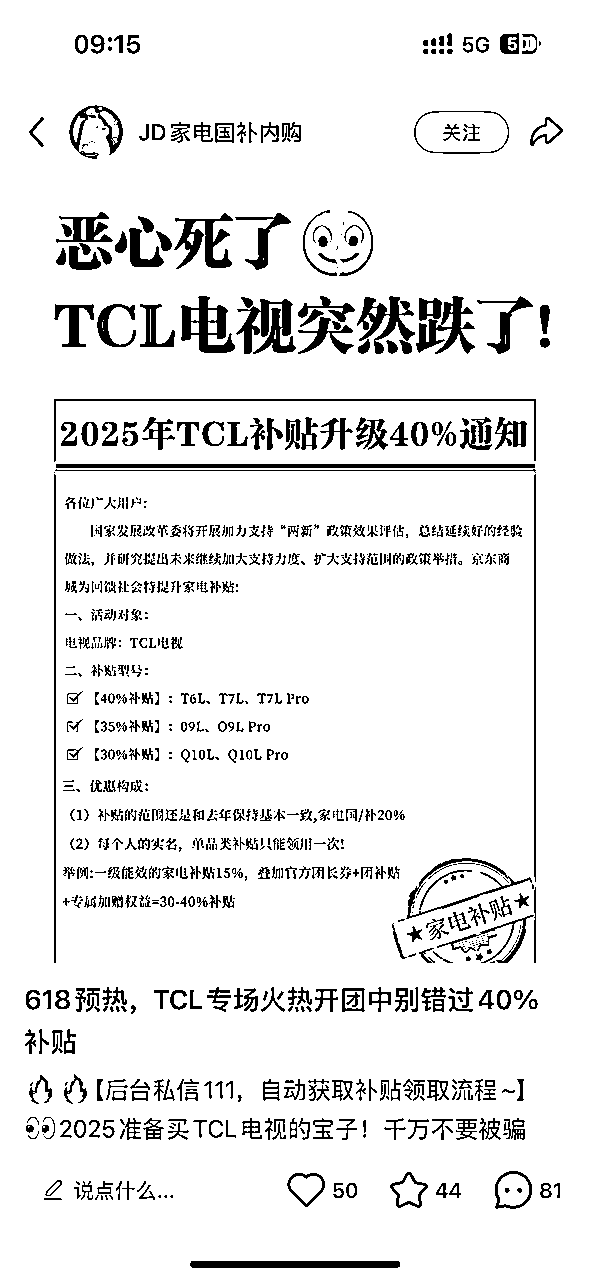 09:15
5G 5
JD家电国补内购
关注
恶心死了
TCL电视突然跌了!
2025年TCL补贴升级40%通知
各位广大用户:
国家发展改革委将开展加力支持“两新”政策效果评估，总结延续好的经验
做法，并研究提出未来继续加大支持力度、扩大支持范围的政策举措。京东商
城为回馈社会特提升家电补贴:
一、活动对象:
电视品牌: TCL电视
二、补贴型号:
【40%补贴】: T6L、T7L、T7L Pro
【35%补贴】: 09L、O9L Pro
【30%补贴】: Q10L、Q10L Pro
三、优惠构成:
（1）补贴的范围还是和去年保持基本一致,家电国/补20%
（2）每个人的实名，单品类补贴只能领用一次!
举例:一级能效的家电补贴15%，叠加官方团长券+团补贴
+专属加赠权益=30-40%补贴
★家电补贴★
618预热，TCL专场火热开团中别错过40%
补贴
【后台私信111，自动获取补贴领取流程~】
2025准备买TCL电视的宝子！千万不要被骗
说点什么...
50
44
81